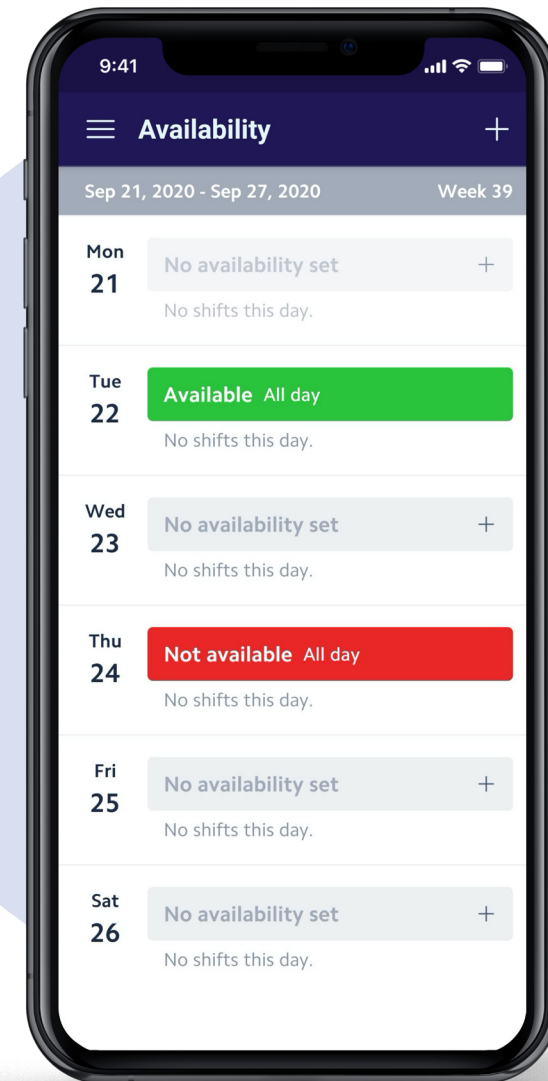 9:41
Availability
Sep 21, 2020 - Sep 27, 2020 Week 39
Mon
21
No availability set +
No shifts this day.
Tue
22
Available All day
No shifts this day.
Wed
23
No availability set +
No shifts this day.
Thu
24
Not available All day
No shifts this day.
Fri
25
No availability set +
No shifts this day.
Sat
26
No availability set +
No shifts this day.